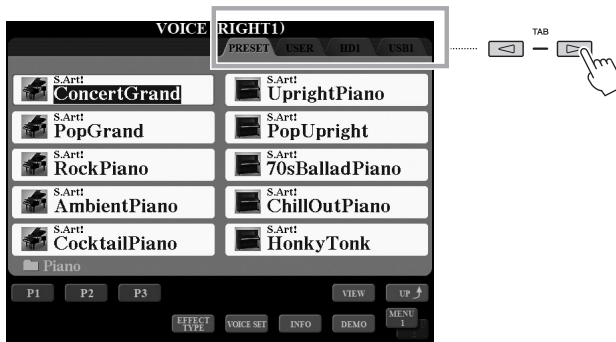 VOICE (RIGHT1)
PRESET USER HD1 USB1
TAB
S.Art!
ConcertGrand
S.Art!
UprightPiano
S.Art!
PopGrand
S.Art!
PopUpright
S.Art!
RockPiano
S.Art!
70sBalladPiano
S.Art!
AmbientPiano
S.Art!
ChillOutPiano
S.Art!
CocktailPiano
S.Art!
HonkyTonk
Piano
P1 P2 P3 VIEW UP
EFFECT TYPE
VOICE SET INFO DEMO
MENU 1